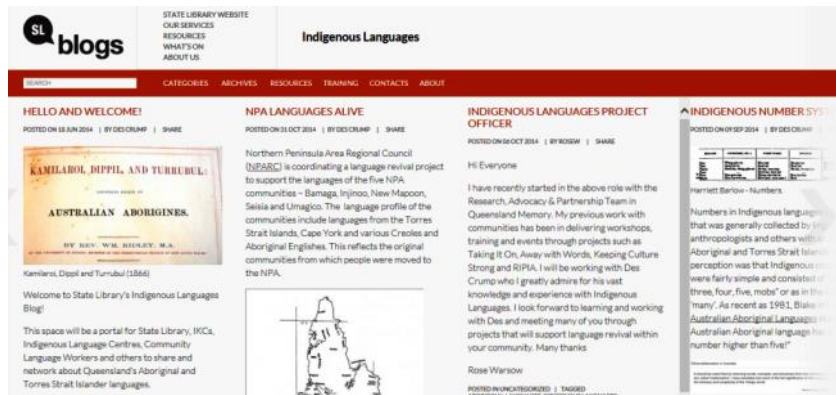 SL
blogs
STATE LIBRARY WEBSITE
OUR SERVICES
RESOURCES
WHAT'S ON
ABOUT US
Indigenous Languages
SEARCH
CATEGORIES ARCHIVES RESOURCES TRAINING CONTACTS ABOUT
HELLO AND WELCOME!
POSTED ON 18 JUN 2014 | BY DES CRUMP | SHARE
KAMILAROI, DIPPIL, AND TURRUBUL:
AUSTRALIAN ABORIGINES.
BY REV. WM. RIDLEY, M.A.
Kamilaroi, Dippil and Turrubul (1866)
Welcome to State Library's Indigenous Languages
Blog!
This space will be a portal for State Library, IKCs,
Indigenous Language Centres, Community
Language Workers and others to share and
network about Queensland's Aboriginal and
Torres Strait Islander languages.
NPA LANGUAGES ALIVE
POSTED ON 31 OCT 2014 | BY DES CRUMP | SHARE
Northern Peninsula Area Regional Council
(NPARC) is coordinating a language revival project
to support the languages of the five NPA
communities – Bamaga, Injinoo, New Mapoon,
Seisia and Umagico. The language profile of the
communities include languages from the Torres
Strait Islands, Cape York and various Creoles and
Aboriginal Englishes. This reflects the original
communities from which people were moved to
the NPA.
INDIGENOUS LANGUAGES PROJECT
OFFICER
POSTED ON 16 OCT 2014 | BY ROSEW | SHARE
Hi Everyone
I have recently started in the above role with the
Research, Advocacy & Partnership Team in
Queensland Memory. My previous work with
communities has been in delivering workshops,
training and events through projects such as
Taking It On, Away with Words, Keeping Culture
Strong and RIPIA. I will be working with Des
Crump who I greatly admire for his vast
knowledge and experience with Indigenous
Languages. I look forward to learning and working
with Des and meeting many of you through
projects that will support language revival within
your community. Many thanks
Rose Warsow
POSTED IN UNCATEGORIZED | TAGGED
INDIGENOUS NUMBER SYST
POSTED ON 09 SEP 2014 | BY DES CRUMP
Harriett Barlow - Numbers.
Numbers in Indigenous languages
that was generally collected by
anthropologists and others with
Aboriginal and Torres Strait Islander
perception was that Indigenous
were fairly simple and consisted of
three, four, five, mobs" or as in the
'many'. As recent as 1981, Blake in
Australian Aboriginal Languages
Australian Aboriginal language has
number higher than five!"